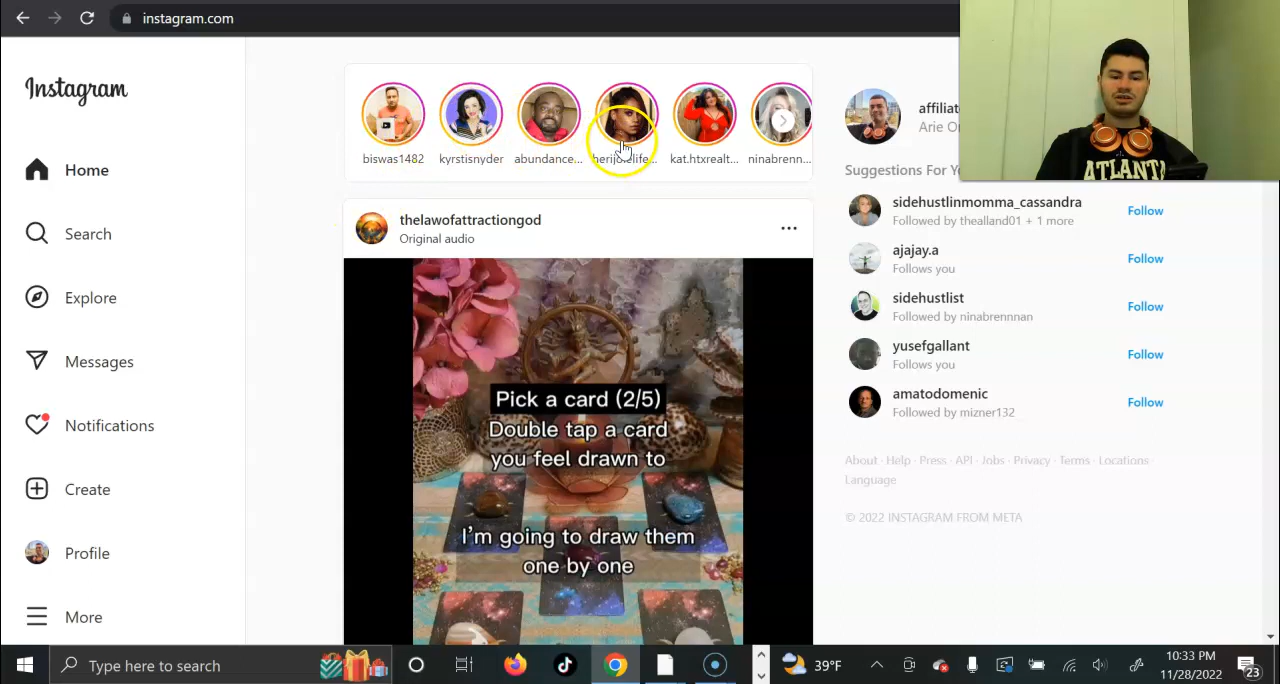 instagram.com
Instagram
Home
Search
Explore
Messages
Notifications
Create
Profile
More
biswas1482
kyrstisnyder
abundance...
kat.htxrealt...
ninabrenn...
thelawofattractiongod
Original audio
Pick a card (2/5)
Double tap a card
you feel drawn to
I'm going to draw them
one by one
affiliat
Arie
ATLANTA
Suggestions For
sidehustlinmomma_cassandra
Followed by thealland01 + 1 more
Follow
ajajay.a
Follows you
Follow
sidehustlist
Followed by ninabrennnan
Follow
yusefgallant
Follows you
Follow
amatodomenic
Followed by mizner132
Follow
About · Help · Press · API · Jobs · Privacy · Terms · Locations ·
Language
© 2022 INSTAGRAM FROM META
Type here to search
39°F
10:33 PM
11/28/2022
23